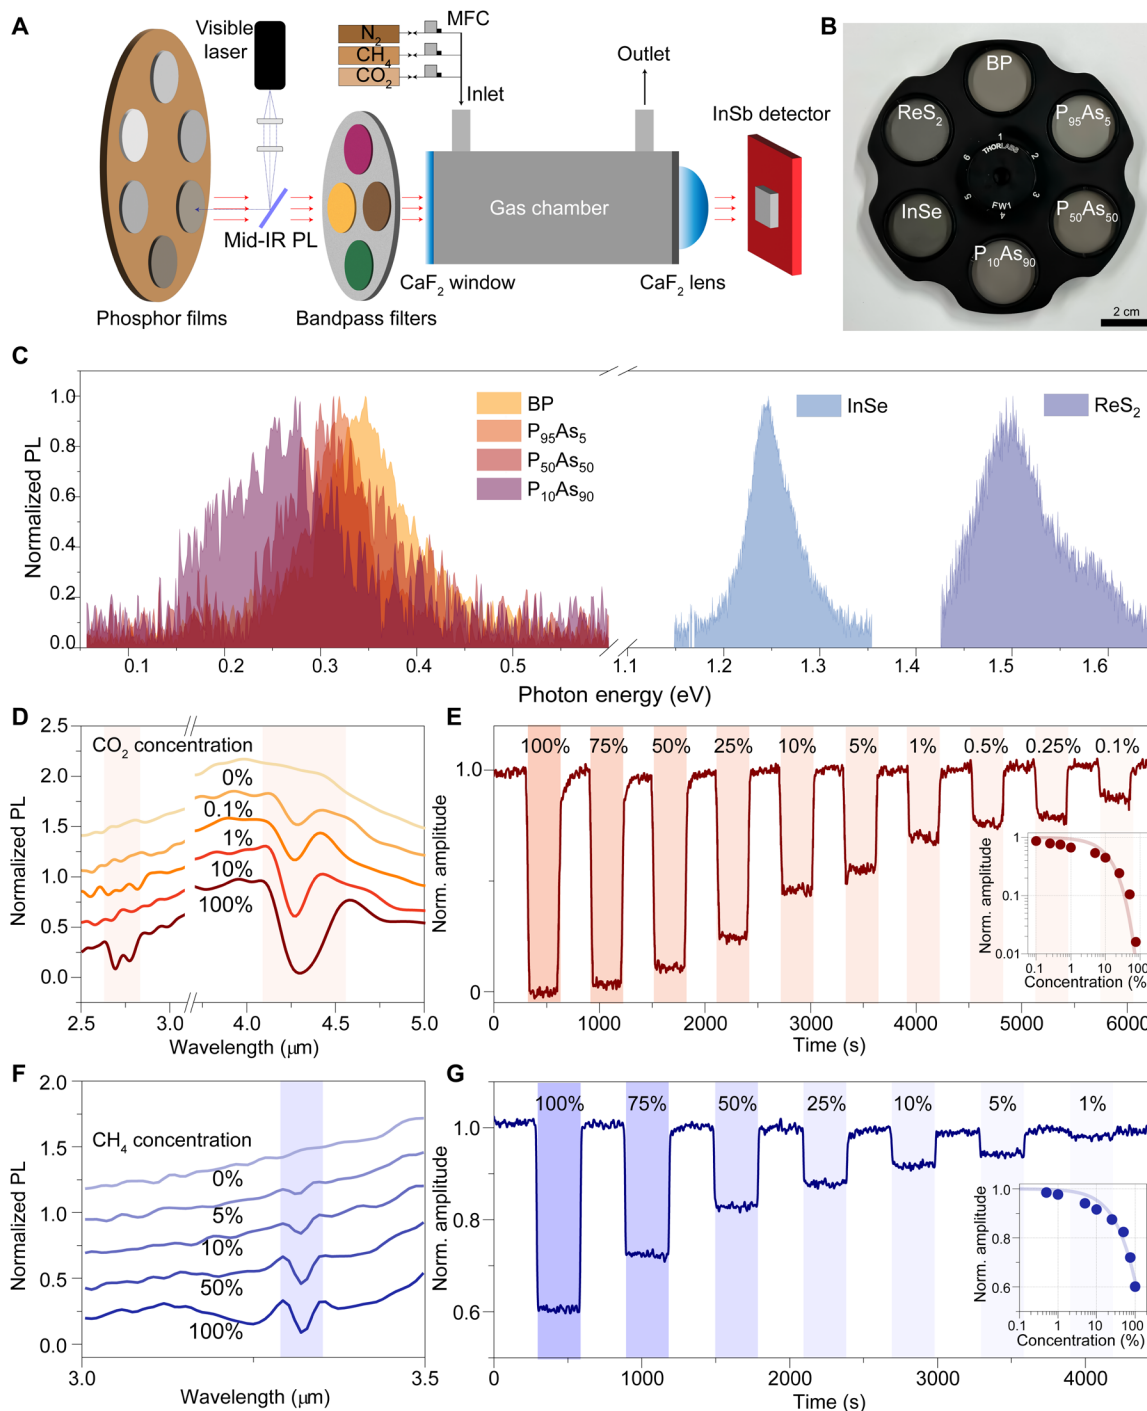 A
Visible
laser
N₂
CH₄
CO₂
MFC
Inlet
Outlet
InSb detector
Gas chamber
Mid-IR PL
CaF₂ window
CaF₂ lens
Phosphor films
Bandpass filters
B
BP
ReS₂
P₉₅As₅
InSe
P₅₀As₅₀
P₁₀As₉₀
1
2
3
4
5
6
THORLABS
FW1
2 cm
C
Normalized PL
1.0
0.8
0.6
0.4
0.2
0.0
BP
P₉₅As₅
P₅₀As₅₀
P₁₀As₉₀
InSe
ReS₂
0.1 0.2 0.3 0.4 0.5 1.1 1.2 1.3 1.4 1.5 1.6
Photon energy (eV)
D
Normalized PL
2.5
2.0
1.5
1.0
0.5
0.0
CO₂ concentration
0%
0.1%
1%
10%
100%
2.5 3.0 4.0 4.5 5.0
Wavelength (μm)
E
Norm. amplitude
1.0
0
100% 75% 50% 25% 10% 5% 1% 0.5% 0.25% 0.1%
0 1000 2000 3000 4000 5000 6000
Time (s)
Norm. amplitude
1
0.1
0.01
0.1 1 10 100
Concentration (%)
F
Normalized PL
2.0
1.5
1.0
0.5
0.0
CH₄ concentration
0%
5%
10%
50%
100%
3.0 3.5
Wavelength (μm)
G
Norm. amplitude
1.0
0.8
0.6
100% 75% 50% 25% 10% 5% 1%
0 1000 2000 3000 4000
Time (s)
Norm. amplitude
1.0
0.8
0.6
0.1 1 10 100
Concentration (%)